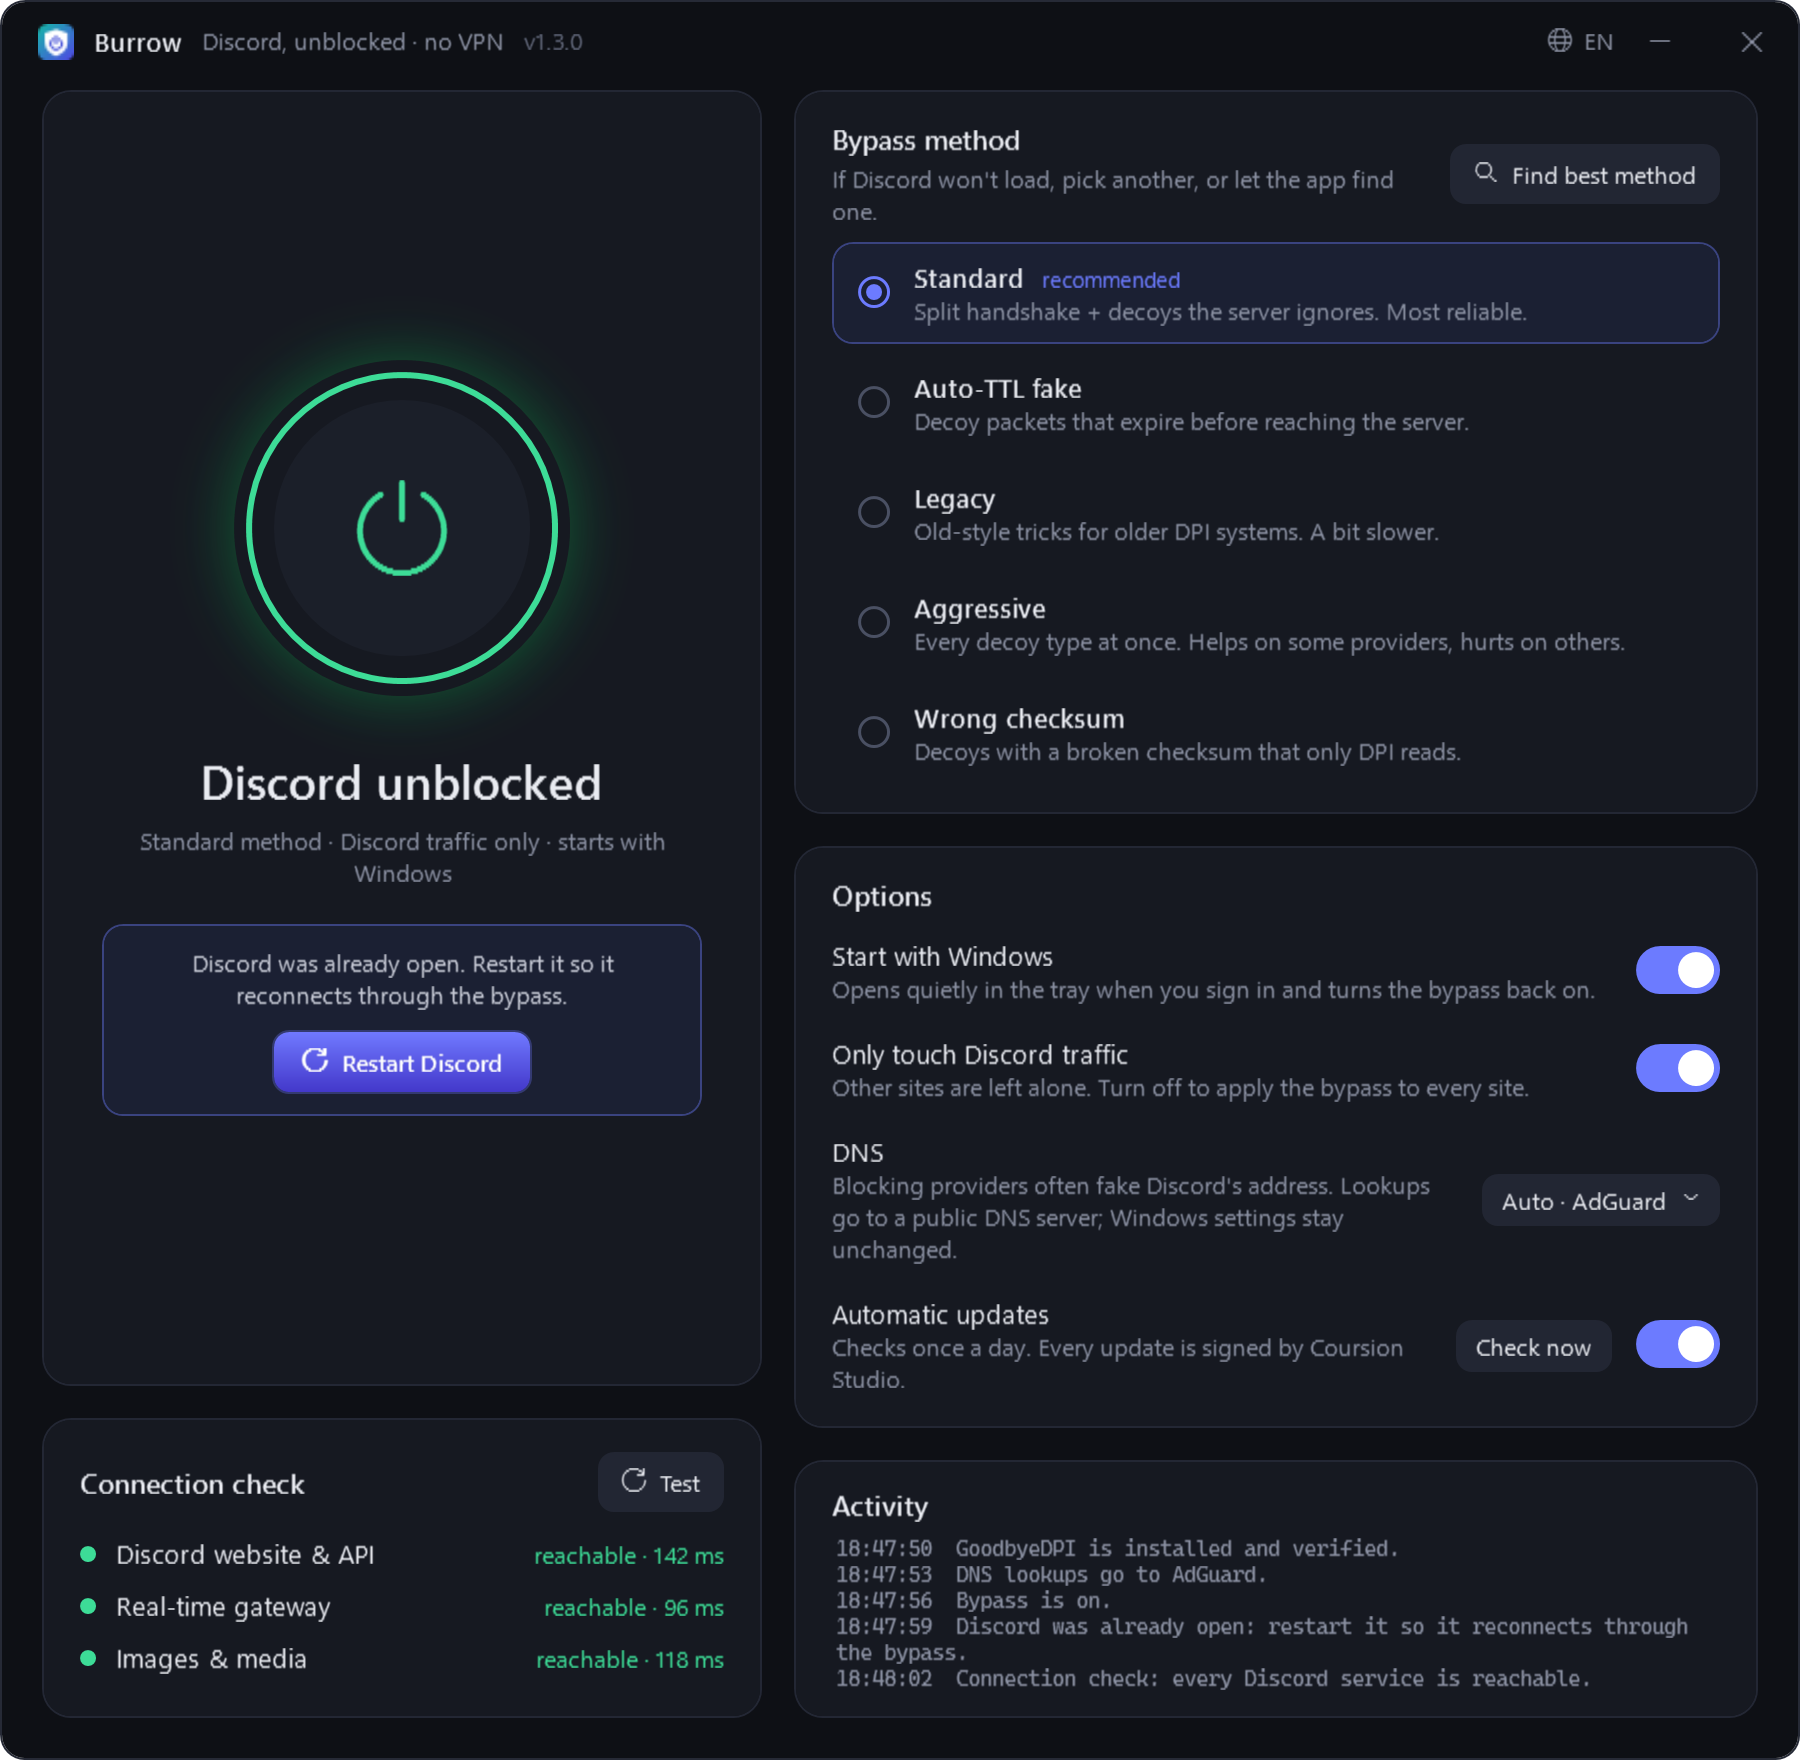 Burrow Discord, unblocked · no VPN v1.3.0
EN
Discord unblocked
Standard method · Discord traffic only · starts with
Windows
Discord was already open. Restart it so it
reconnects through the bypass.
Restart Discord
Connection check
Test
Discord website & API reachable · 142 ms
Real-time gateway reachable · 96 ms
Images & media reachable · 118 ms
Bypass method
If Discord won't load, pick another, or let the app find
one.
Find best method
Standard recommended
Split handshake + decoys the server ignores. Most reliable.
Auto-TTL fake
Decoy packets that expire before reaching the server.
Legacy
Old-style tricks for older DPI systems. A bit slower.
Aggressive
Every decoy type at once. Helps on some providers, hurts on others.
Wrong checksum
Decoys with a broken checksum that only DPI reads.
Options
Start with Windows
Opens quietly in the tray when you sign in and turns the bypass back on.
Only touch Discord traffic
Other sites are left alone. Turn off to apply the bypass to every site.
DNS
Blocking providers often fake Discord's address. Lookups
go to a public DNS server; Windows settings stay
unchanged.
Auto · AdGuard
Automatic updates
Checks once a day. Every update is signed by Coursion
Studio.
Check now
Activity
18:47:50 GoodbyeDPI is installed and verified.
18:47:53 DNS lookups go to AdGuard.
18:47:56 Bypass is on.
18:47:59 Discord was already open: restart it so it reconnects through
the bypass.
18:48:02 Connection check: every Discord service is reachable.